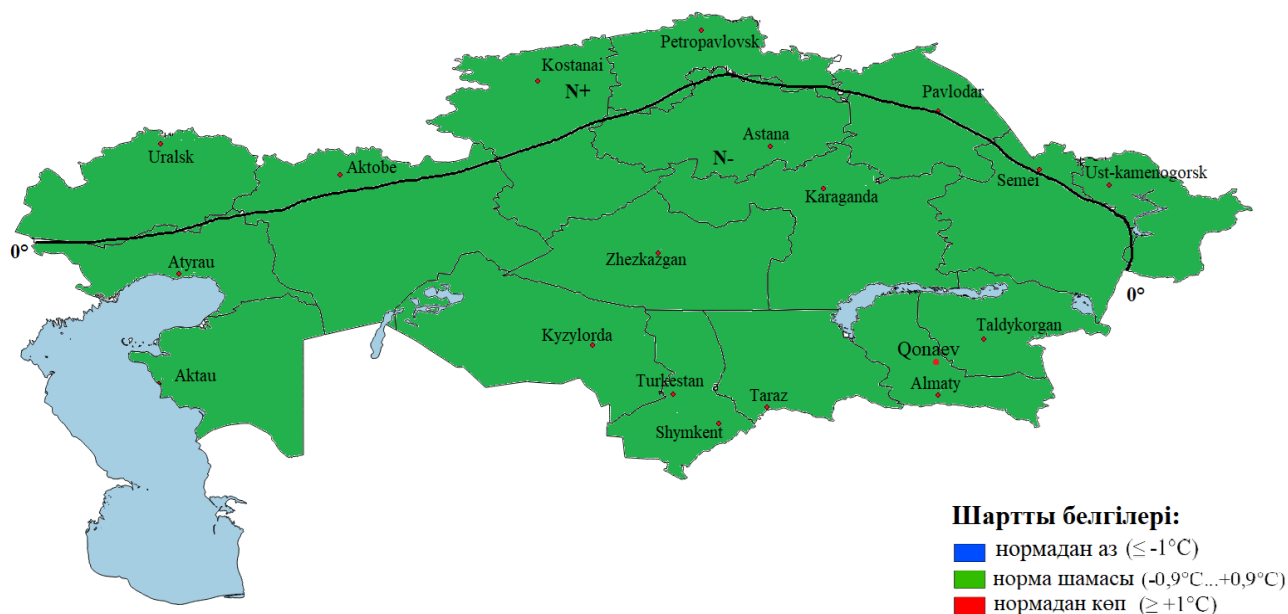 Petropavlovsk
Kostanai
N+
Pavlodar
Astana
Uralsk
N-
Aktobe
Semei
Ust-kamenogorsk
Karaganda
0°
Zhezkazgan
Atyrau
0°
Taldykorgan
Kyzylorda
Qonaev
Aktau
Turkestan
Taraz
Almaty
Shymkent
Шартты белгілері:
нормадан аз (≤ -1°C)
норма шамасы (-0,9°C...+0,9°C)
нормадан көп (≥ +1°C)